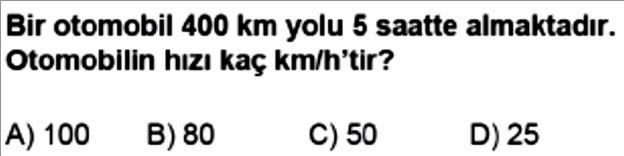 Bir otomobil 400 km yolu 5 saatte almaktadır.
Otomobilin hızı kaç km/h'tir?
A) 100 B) 80 C) 50 D) 25